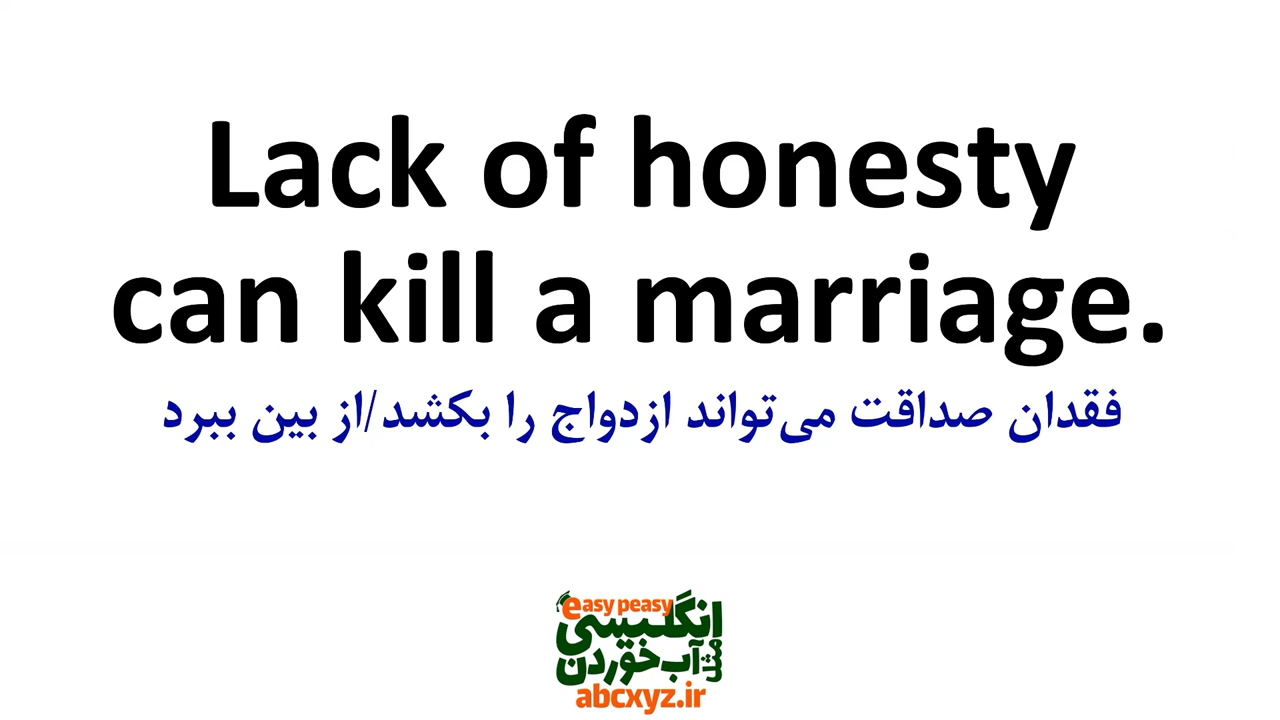 Lack of honesty
can kill a marriage.
فقدان صداقت می‌تواند ازدواج را بکشد/از بین ببرد
easy peasy
انگلیسی
مثل آب خوردن
abcxyz.ir